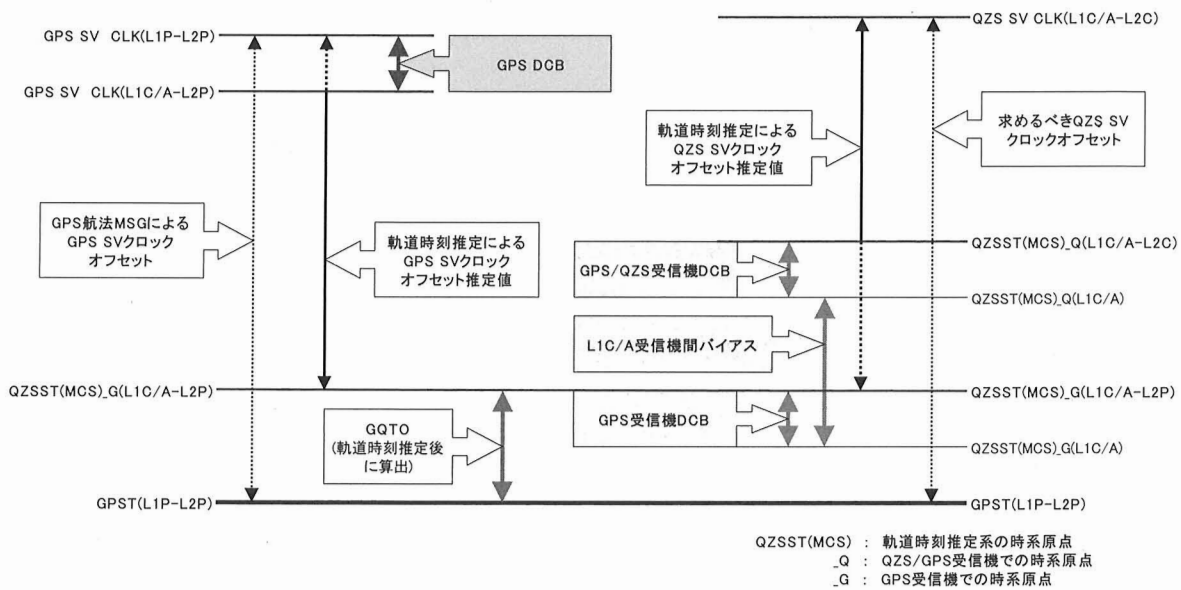 QZS SV CLK(L1C/A-L2C)
GPS SV CLK(L1P-L2P)
GPS DCB
GPS SV CLK(L1C/A-L2P)
軌道時刻推定による
QZS SVクロック
オフセット推定値
求めるべきQZS SV
クロックオフセット
GPS航法MSGによる
GPS SVクロック
オフセット
軌道時刻推定による
GPS SVクロック
オフセット推定値
QZSST(MCS)_Q(L1C/A-L2C)
GPS/QZS受信機DCB
QZSST(MCS)_Q(L1C/A)
L1C/A受信機間バイアス
QZSST(MCS)_G(L1C/A-L2P)
QZSST(MCS)_G(L1C/A-L2P)
GPS受信機DCB
GQTO
(軌道時刻推定後
に算出)
QZSST(MCS)_G(L1C/A)
GPST(L1P-L2P)
GPST(L1P-L2P)
QZSST(MCS) : 軌道時刻推定系の時系原点
_Q : QZS/GPS受信機での時系原点
_G : GPS受信機での時系原点